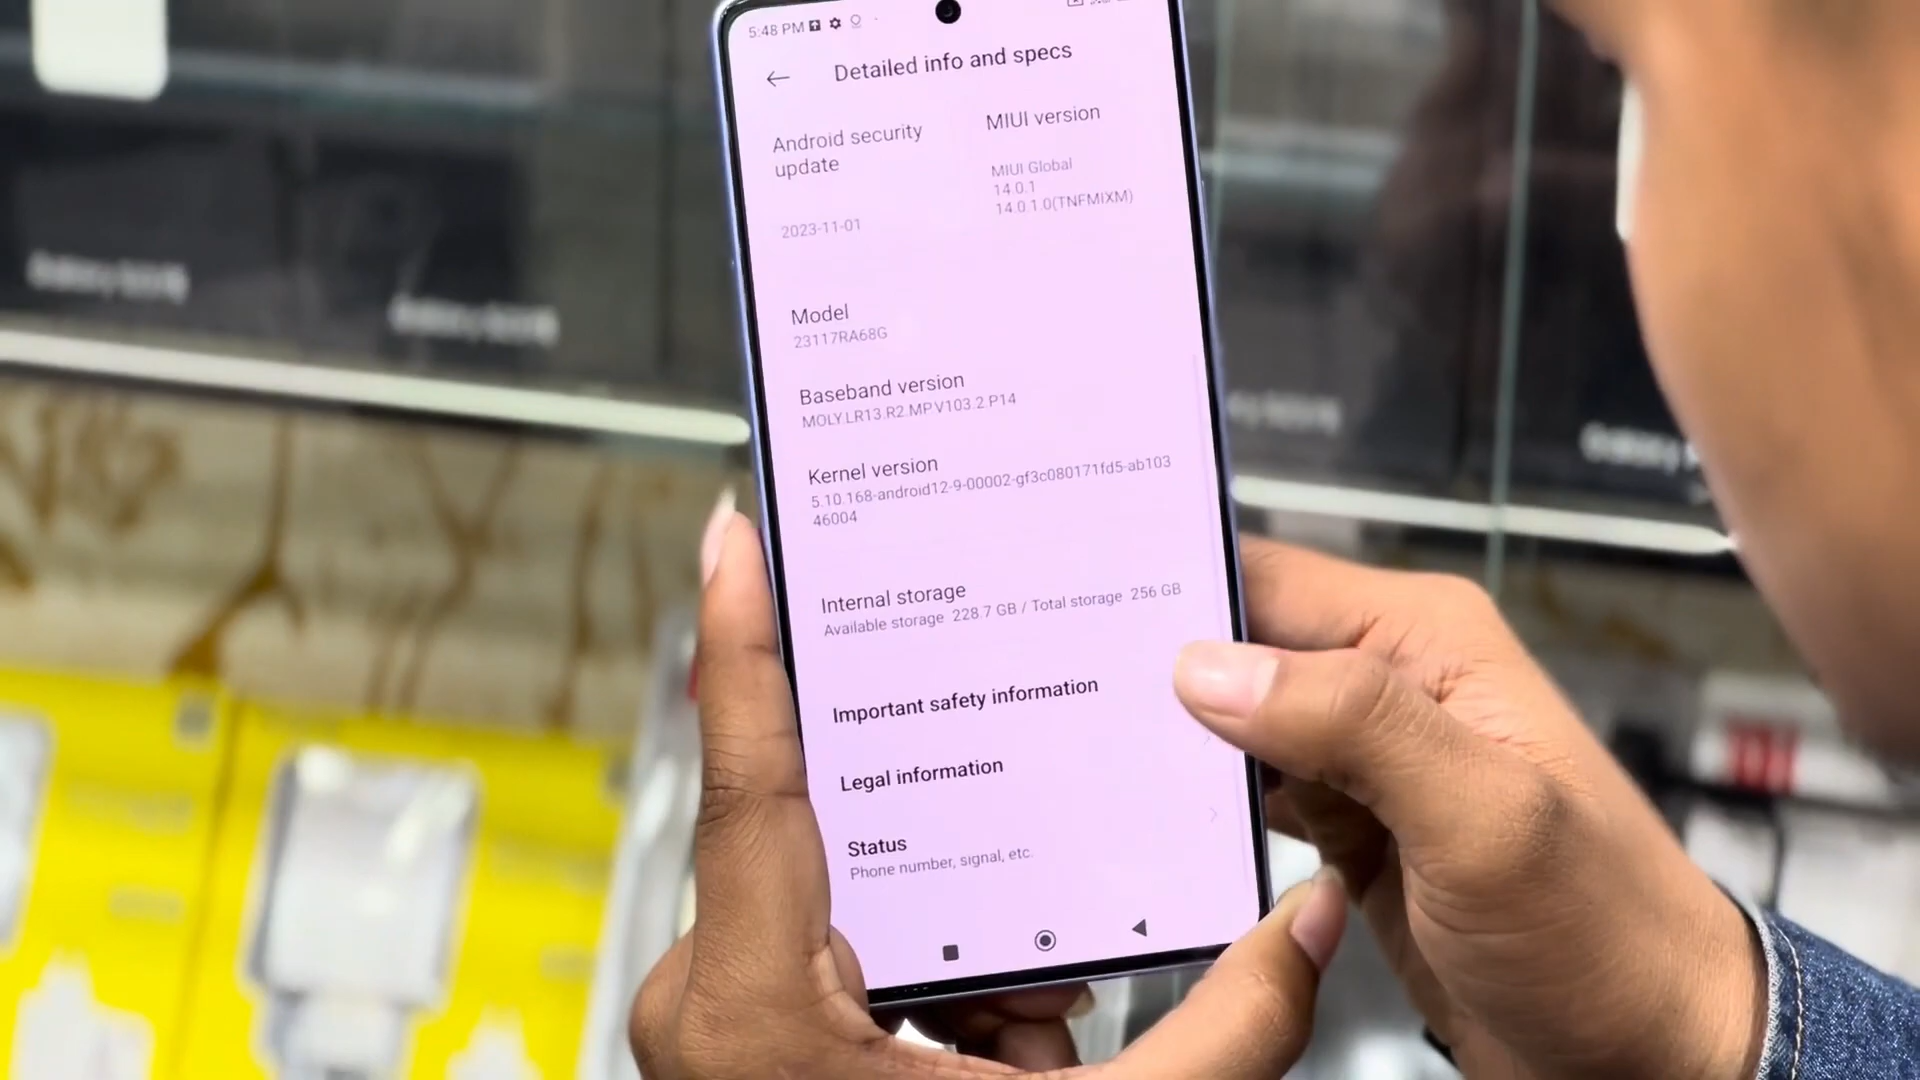 5:48 PM
Detailed info and specs
Android security
update
2023-11-01
MIUI version
MIUI Global
14.0.1
14.0.1.0(TNFMIXM)
Model
23117RA68G
Baseband version
MOLY.LR13.R2.MP.V103.2.P14
Kernel version
5.10.168-android12-9-00002-gf3c080171fd5-ab103
46004
Internal storage
Available storage 228.7 GB / Total storage 256 GB
Important safety information
Legal information
Status
Phone number, signal, etc.